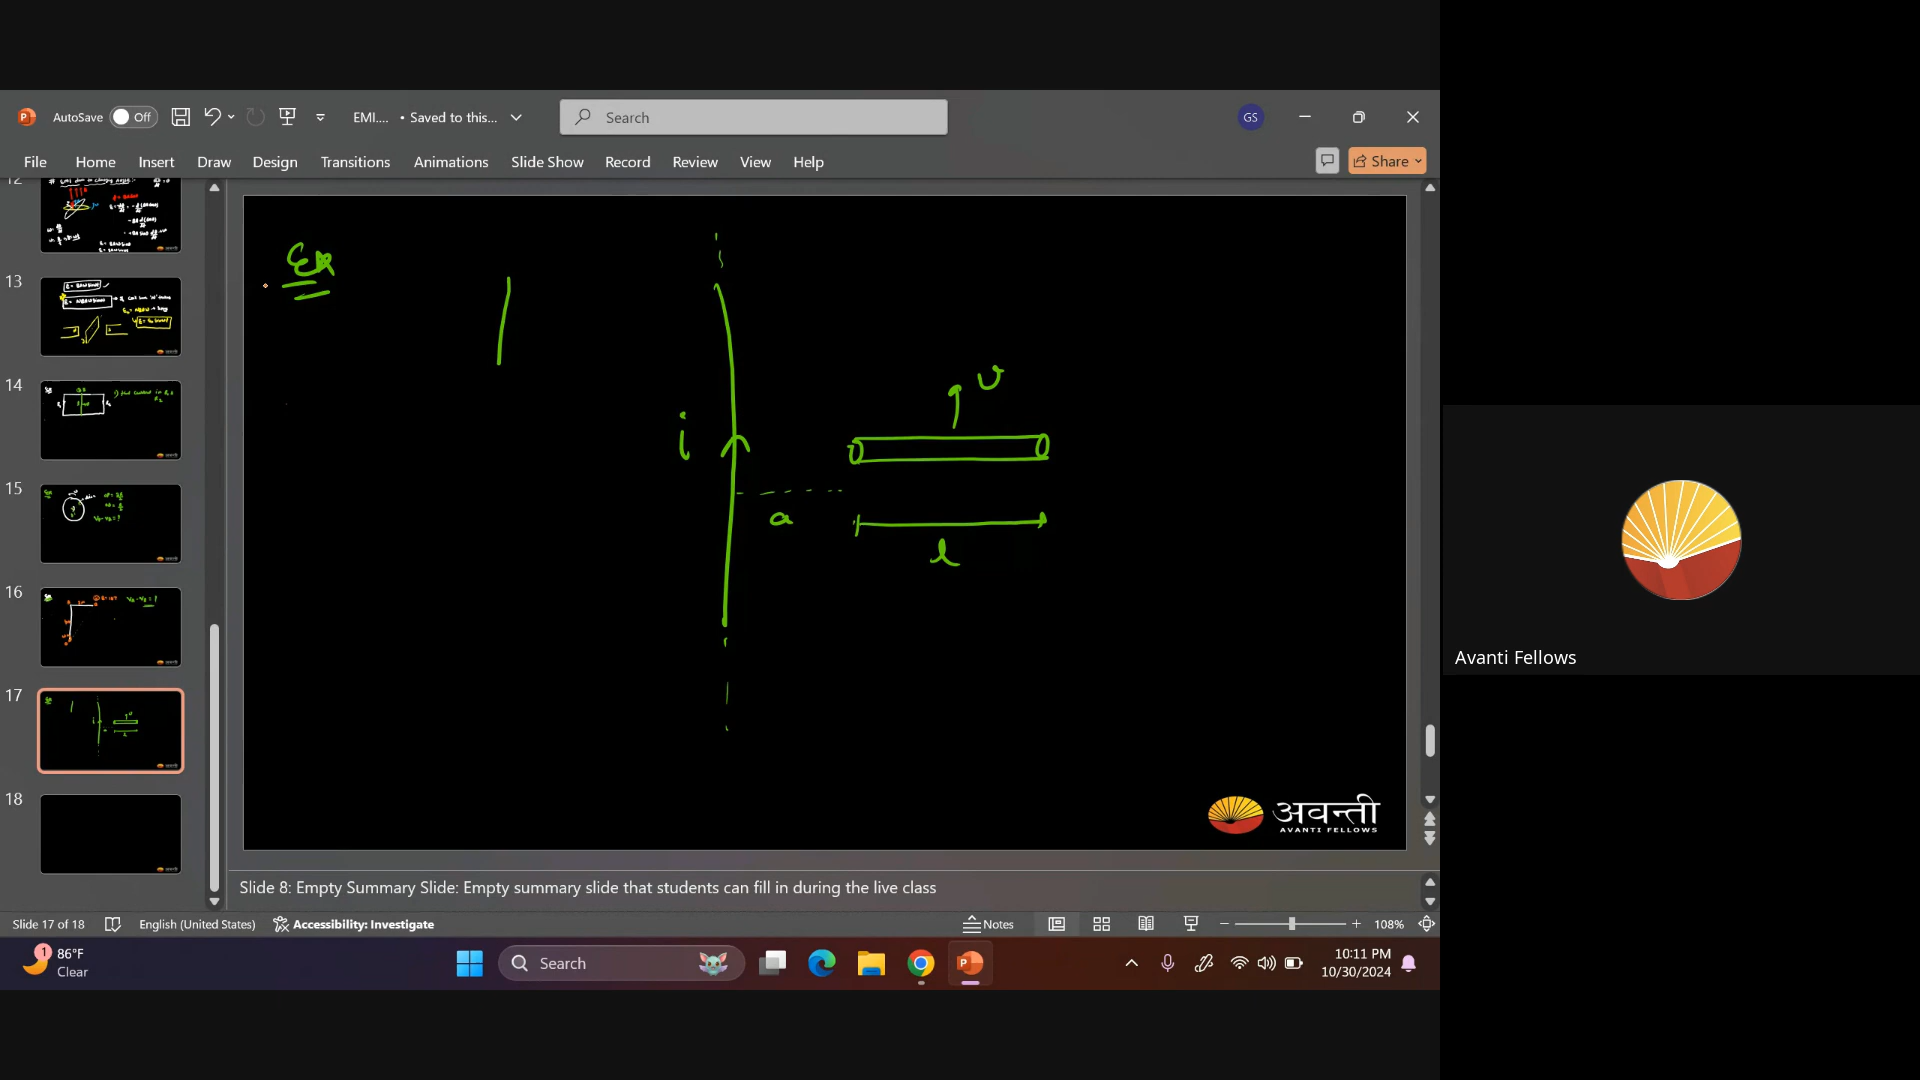 AutoSave Off EMI.... • Saved to this... Search GS
File Home Insert Draw Design Transitions Animations Slide Show Record Review View Help Share
12
13
14
15
16
17
18
Ex
i
v
a
l
अवन्ती
AVANTI FELLOWS
Avanti Fellows
Slide 8: Empty Summary Slide: Empty summary slide that students can fill in during the live class
Slide 17 of 18 English (United States) Accessibility: Investigate Notes 108%
1 86°F
Clear
Search
10:11 PM
10/30/2024